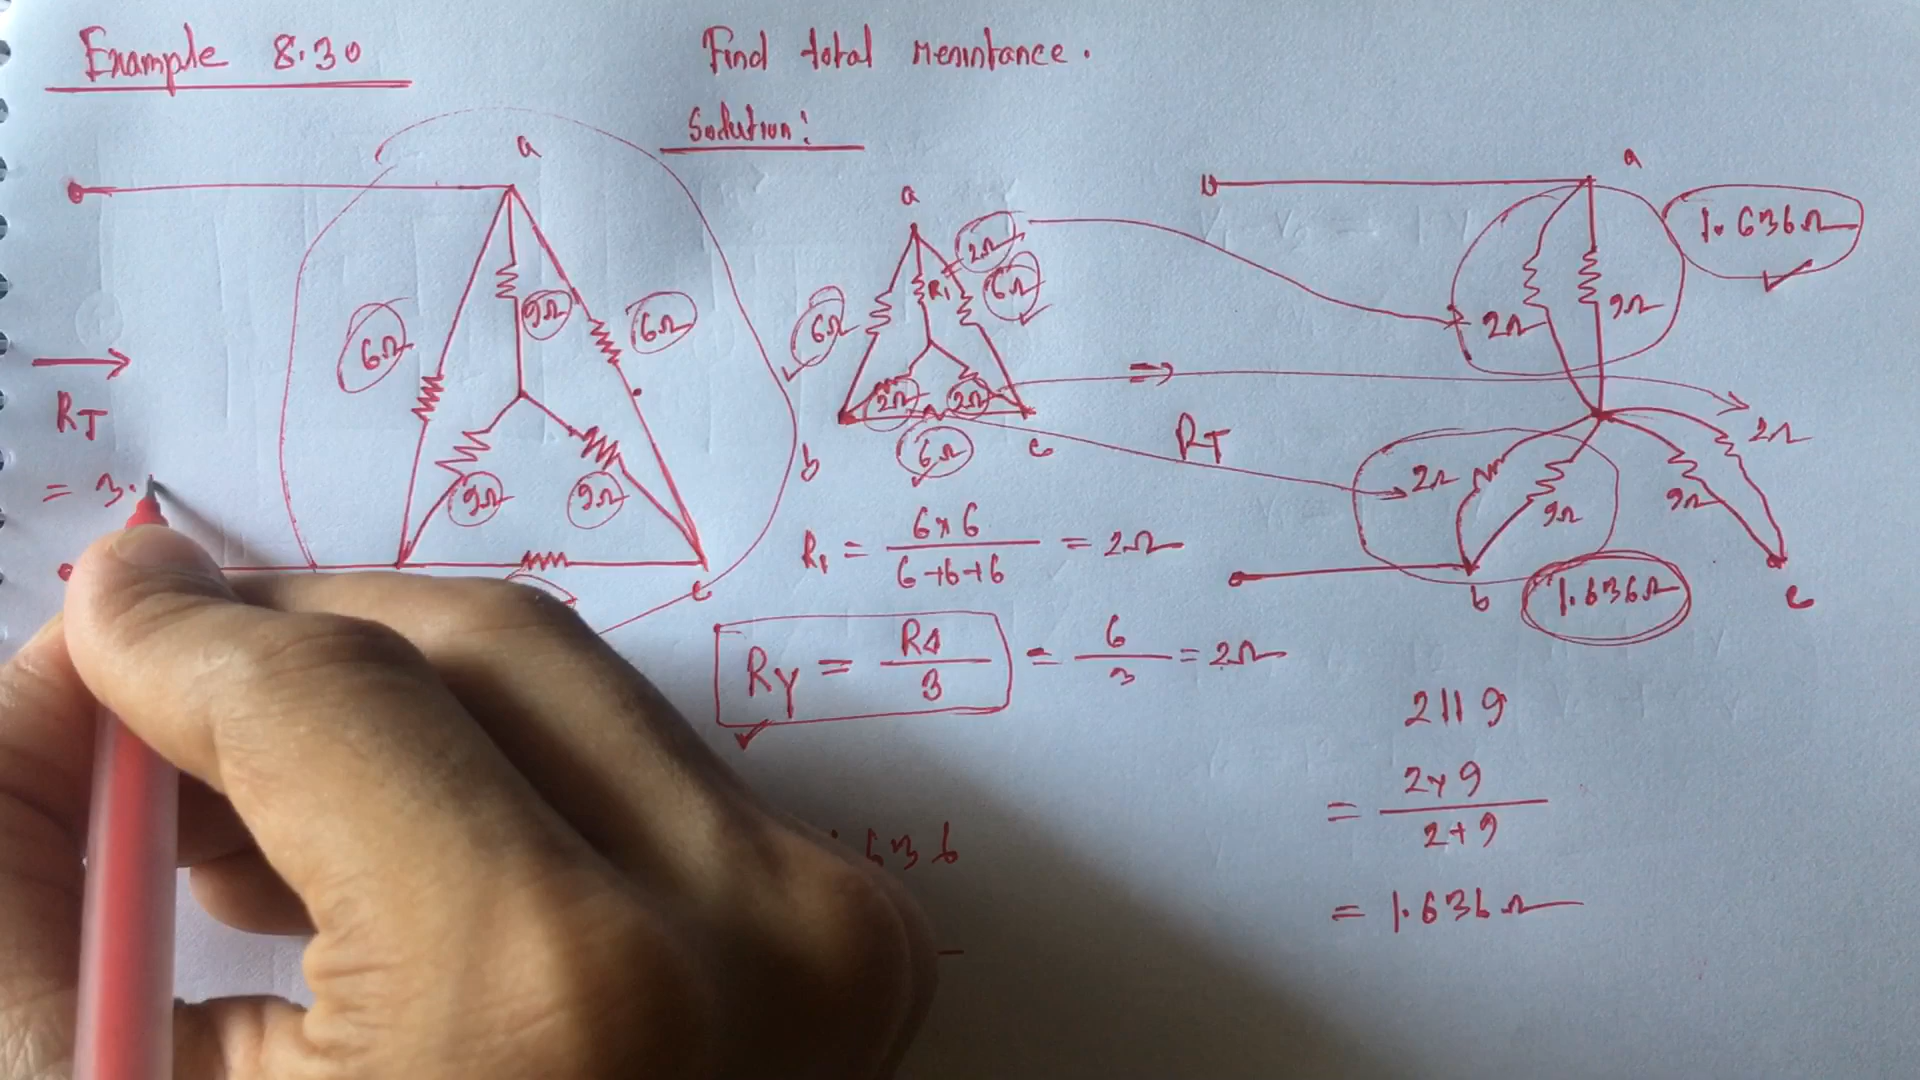 Example 8.30
Find total resistance.
Solution:
a
6Ω
9Ω
6Ω
9Ω
9Ω
c
RT
= 3.
a
2Ω
R1
6Ω
6Ω
2Ω
2Ω
6Ω
b
c
R1 = 6×6 / 6+6+6 = 2Ω
RY = RΔ / 3 = 6 / 3 = 2Ω
636
⇒
RT
a
1.636Ω
2Ω
9Ω
2Ω
2Ω
9Ω
9Ω
b
1.636Ω
c
2||9
= 2×9 / 2+9
= 1.636Ω